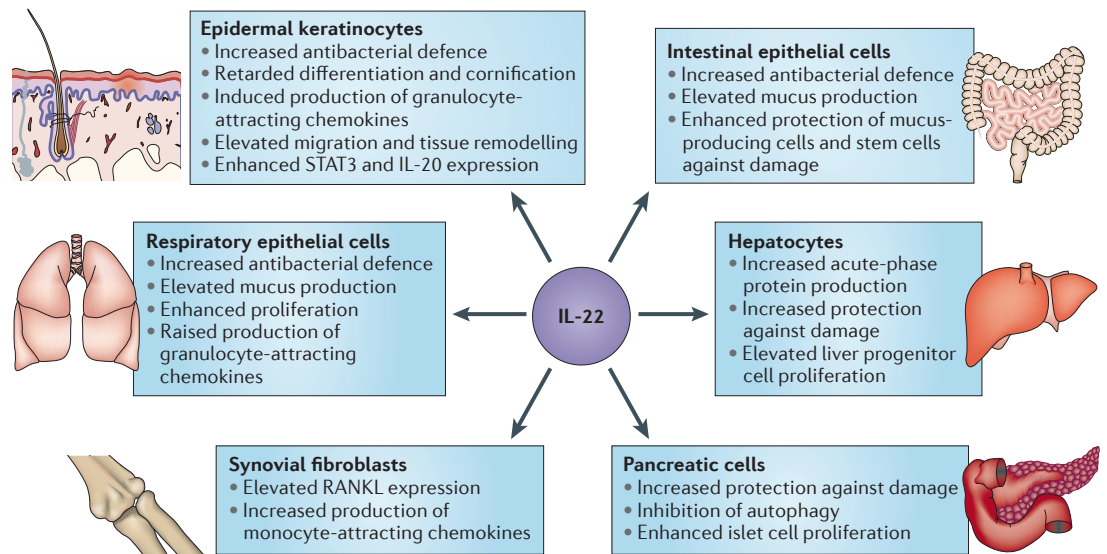 Epidermal keratinocytes
• Increased antibacterial defence
• Retarded differentiation and cornification
• Induced production of granulocyte-
attracting chemokines
• Elevated migration and tissue remodelling
• Enhanced STAT3 and IL-20 expression
Intestinal epithelial cells
• Increased antibacterial defence
• Elevated mucus production
• Enhanced protection of mucus-
producing cells and stem cells
against damage
Respiratory epithelial cells
• Increased antibacterial defence
• Elevated mucus production
• Enhanced proliferation
• Raised production of
granulocyte-attracting
chemokines
IL-22
Hepatocytes
• Increased acute-phase
protein production
• Increased protection
against damage
• Elevated liver progenitor
cell proliferation
Synovial fibroblasts
• Elevated RANKL expression
• Increased production of
monocyte-attracting chemokines
Pancreatic cells
• Increased protection against damage
• Inhibition of autophagy
• Enhanced islet cell proliferation